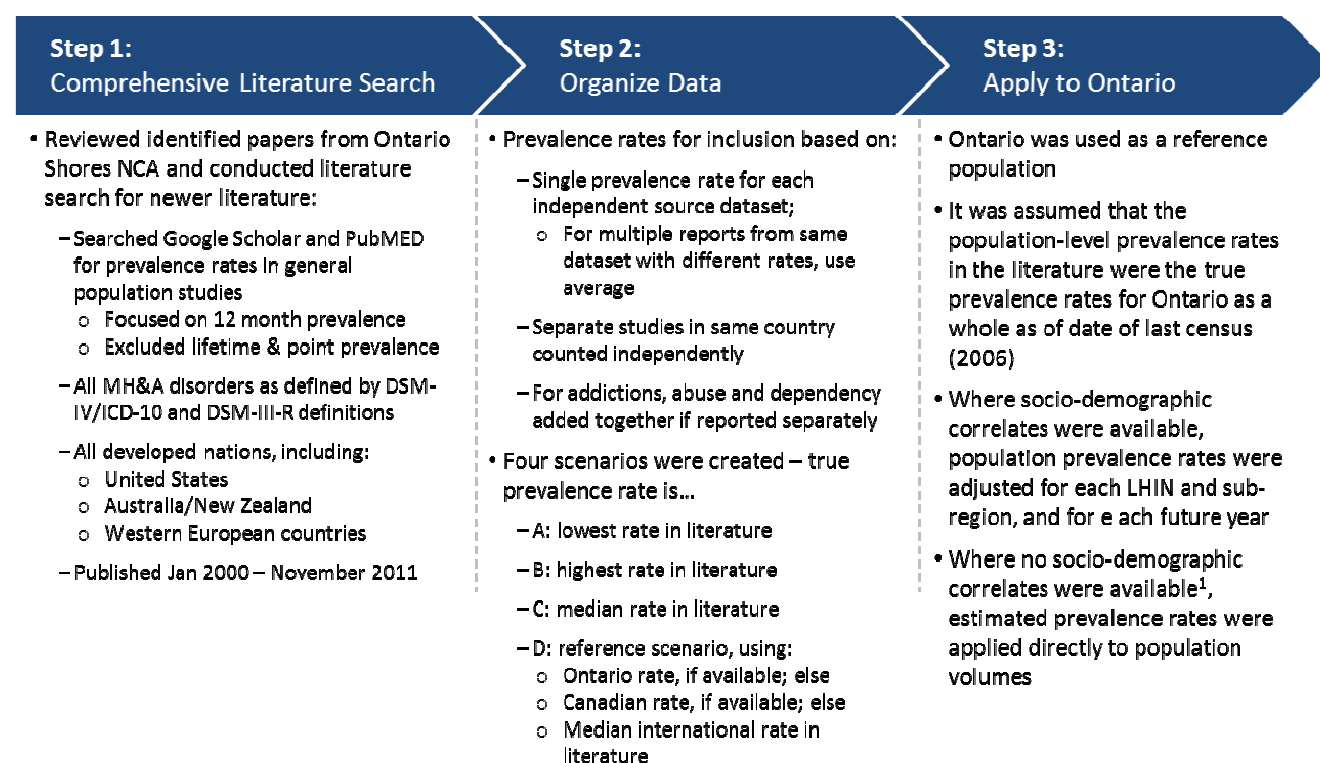 Step 1:
Comprehensive Literature Search
• Reviewed identified papers from Ontario
Shores NCA and conducted literature
search for newer literature:
– Searched Google Scholar and PubMED
for prevalence rates in general
population studies
o Focused on 12 month prevalence
o Excluded lifetime & point prevalence
– All MH&A disorders as defined by DSM-
IV/ICD-10 and DSM-III-R definitions
– All developed nations, including:
o United States
o Australia/New Zealand
o Western European countries
– Published Jan 2000 – November 2011
Step 2:
Organize Data
• Prevalence rates for inclusion based on:
– Single prevalence rate for each
independent source dataset;
o For multiple reports from same
dataset with different rates, use
average
– Separate studies in same country
counted independently
– For addictions, abuse and dependency
added together if reported separately
• Four scenarios were created – true
prevalence rate is...
– A: lowest rate in literature
– B: highest rate in literature
– C: median rate in literature
– D: reference scenario, using:
o Ontario rate, if available; else
o Canadian rate, if available; else
o Median international rate in
literature
Step 3:
Apply to Ontario
• Ontario was used as a reference
population
• It was assumed that the
population-level prevalence rates
in the literature were the true
prevalence rates for Ontario as a
whole as of date of last census
(2006)
• Where socio-demographic
correlates were available,
population prevalence rates were
adjusted for each LHIN and sub-
region, and for e ach future year
• Where no socio-demographic
correlates were available¹,
estimated prevalence rates were
applied directly to population
volumes